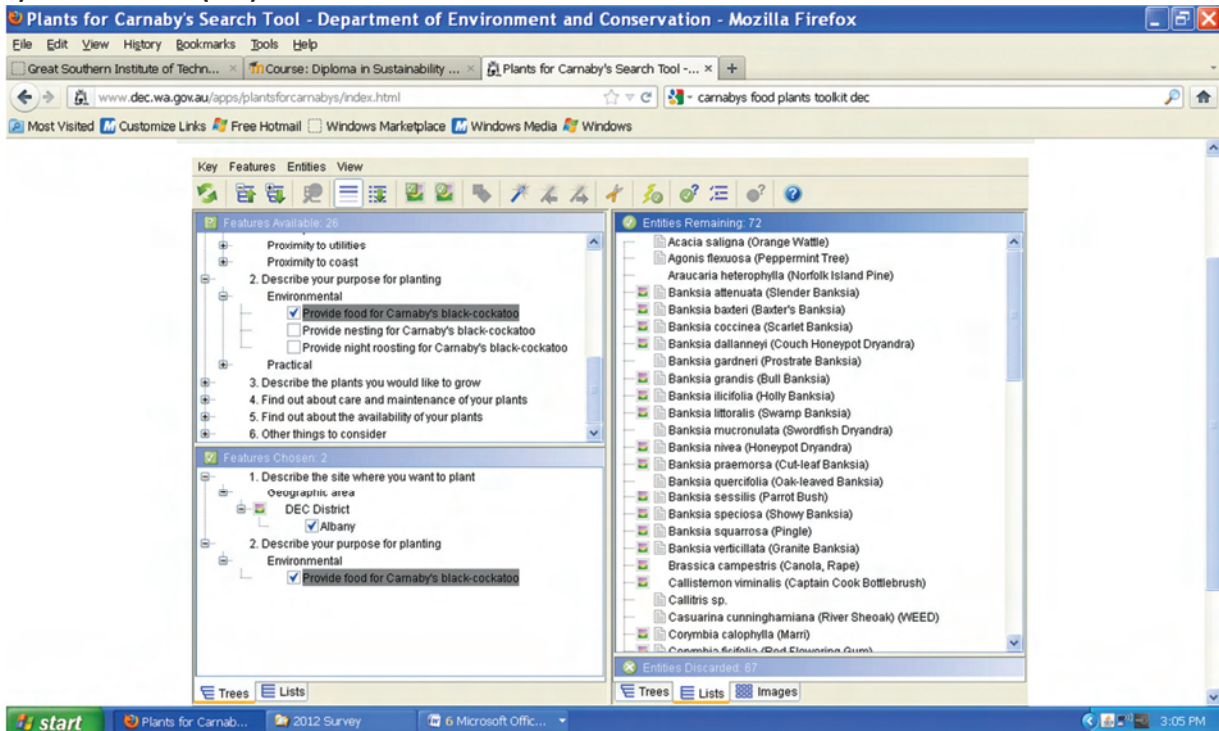 Plants for Carnaby's Search Tool - Department of Environment and Conservation - Mozilla Firefox
File Edit View History Bookmarks Tools Help
Great Southern Institute of Techn... Course: Diploma in Sustainability ... Plants for Carnaby's Search Tool -...
www.dec.wa.gov.au/apps/plantsforcarnabys/index.html carnabys food plants toolkit dec
Most Visited Customize Links Free Hotmail Windows Marketplace Windows Media Windows
Key Features Entities View
Features Available: 26
Proximity to utilities
Proximity to coast
2. Describe your purpose for planting
Environmental
Provide food for Carnaby's black-cockatoo
Provide nesting for Carnaby's black-cockatoo
Provide night roosting for Carnaby's black-cockatoo
Practical
3. Describe the plants you would like to grow
4. Find out about care and maintenance of your plants
5. Find out about the availability of your plants
6. Other things to consider
Features Chosen: 2
1. Describe the site where you want to plant
Geographic area
DEC District
Albany
2. Describe your purpose for planting
Environmental
Provide food for Carnaby's black-cockatoo
Trees Lists
Entities Remaining: 72
Acacia saligna (Orange Wattle)
Agonis flexuosa (Peppermint Tree)
Araucaria heterophylla (Norfolk Island Pine)
Banksia attenuata (Slender Banksia)
Banksia baxteri (Baxter's Banksia)
Banksia coccinea (Scarlet Banksia)
Banksia dallanneyi (Couch Honeypot Dryandra)
Banksia gardneri (Prostrate Banksia)
Banksia grandis (Bull Banksia)
Banksia ilicifolia (Holly Banksia)
Banksia littoralis (Swamp Banksia)
Banksia mucronulata (Swordfish Dryandra)
Banksia nivea (Honeypot Dryandra)
Banksia praemorsa (Cut-leaf Banksia)
Banksia quercifolia (Oak-leaved Banksia)
Banksia sessilis (Parrot Bush)
Banksia speciosa (Showy Banksia)
Banksia squarrosa (Pingle)
Banksia verticillata (Granite Banksia)
Brassica campestris (Canola, Rape)
Callistemon viminalis (Captain Cook Bottlebrush)
Callitris sp.
Casuarina cunninghamiana (River Sheoak) (WEED)
Corymbia calophylla (Marri)
Corymbia ficifolia (Red Flowering Gum)
Entities Discarded: 67
Trees Lists Images
start Plants for Carnab... 2012 Survey 6 Microsoft Offic... 3:05 PM